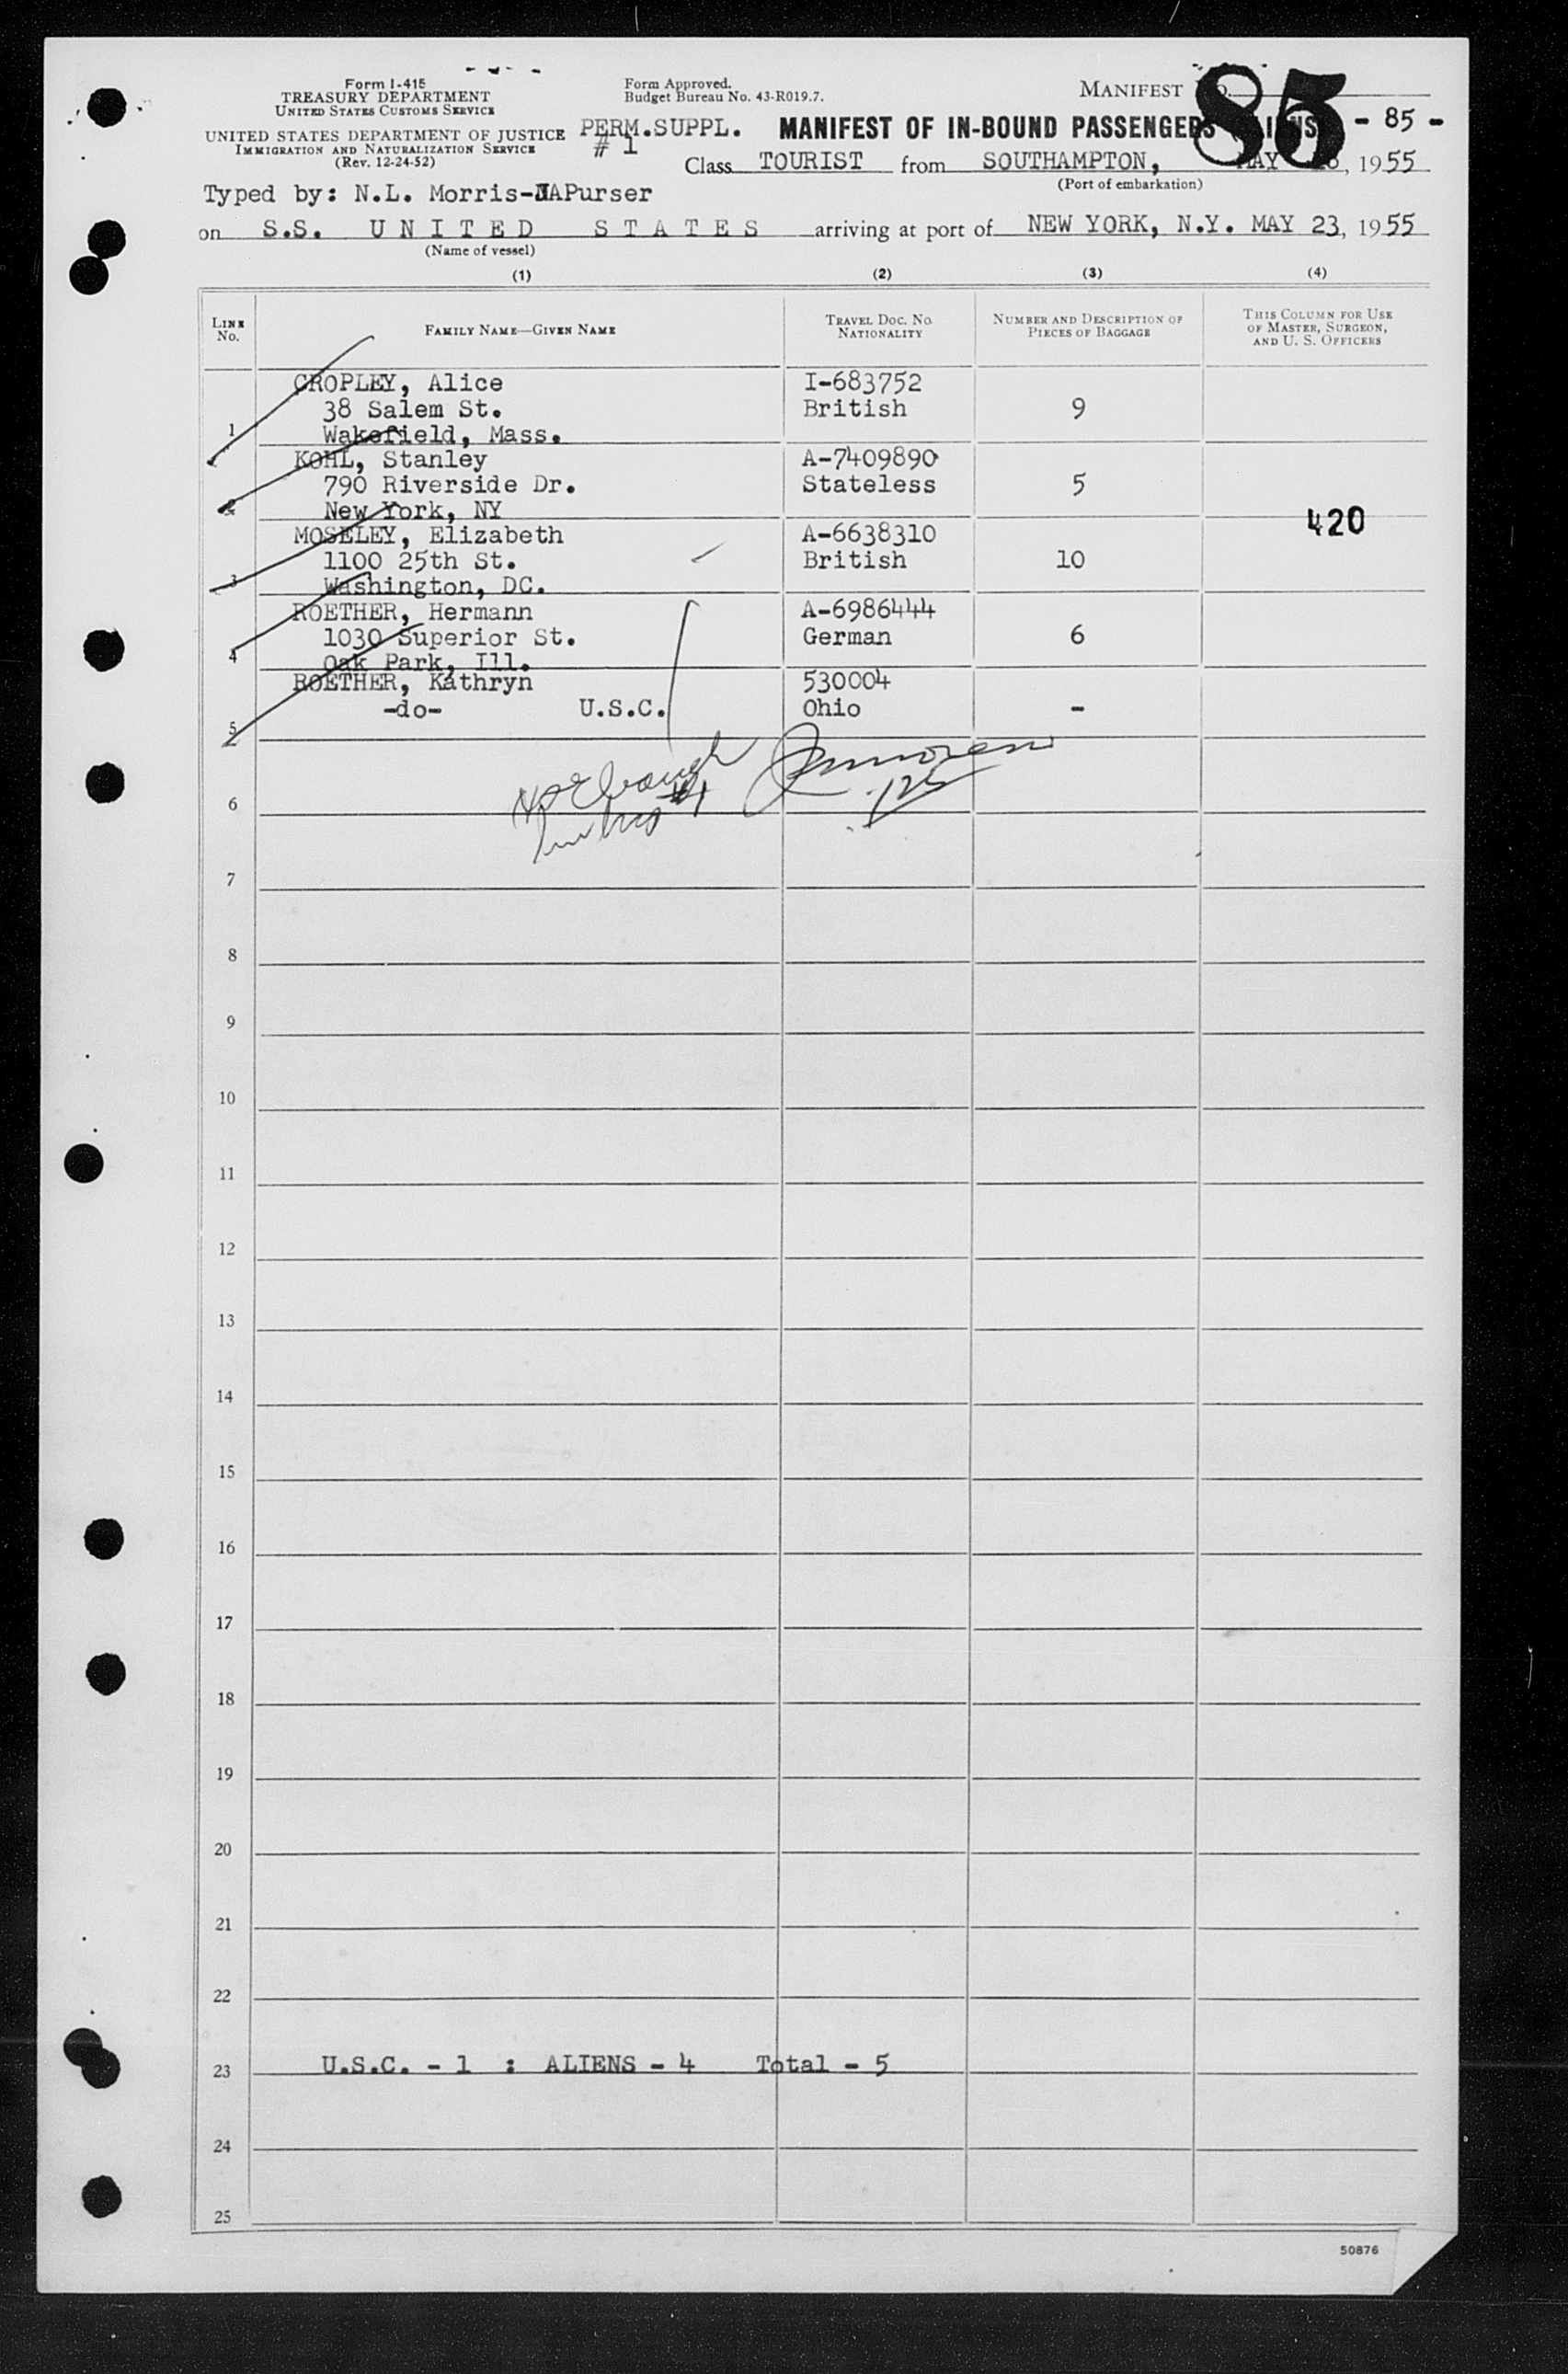 Form I-415
TREASURY DEPARTMENT
UNITED STATES CUSTOMS SERVICE
UNITED STATES DEPARTMENT OF JUSTICE
IMMIGRATION AND NATURALIZATION SERVICE
(Rev. 12-24-52)
Form Approved.
Budget Bureau No. 43-R019.7.
PERM.SUPPL.
# 1
MANIFEST - 85 -
85
MANIFEST OF IN-BOUND PASSENGERS
Class TOURIST from SOUTHAMPTON, MAY , 1955
(Port of embarkation)
Typed by: N.L. Morris-JAPurser
on S.S. UNITED STATES arriving at port of NEW YORK, N.Y. MAY 23, 1955
(Name of vessel)
(1) (2) (3) (4)
LINE No. FAMILY NAME—GIVEN NAME TRAVEL DOC. NO. NATIONALITY NUMBER AND DESCRIPTION OF PIECES OF BAGGAGE THIS COLUMN FOR USE OF MASTER, SURGEON, AND U. S. OFFICERS
CROPLEY, Alice I-683752
38 Salem St. British 9
1 Wakefield, Mass.
KOHL, Stanley A-7409890
790 Riverside Dr. Stateless 5
2 New York, NY
420
MOSELEY, Elizabeth A-6638310
1100 25th St. British 10
3 Washington, DC.
ROETHER, Hermann A-6986444
1030 Superior St. German 6
4 Oak Park, Ill.
ROETHER, Kathryn 530004
-do- U.S.C. Ohio -
5
#1
125
6
7
8
9
10
11
12
13
14
15
16
17
18
19
20
21
22
23 U.S.C. - 1 : ALIENS - 4 Total - 5
24
25
50876